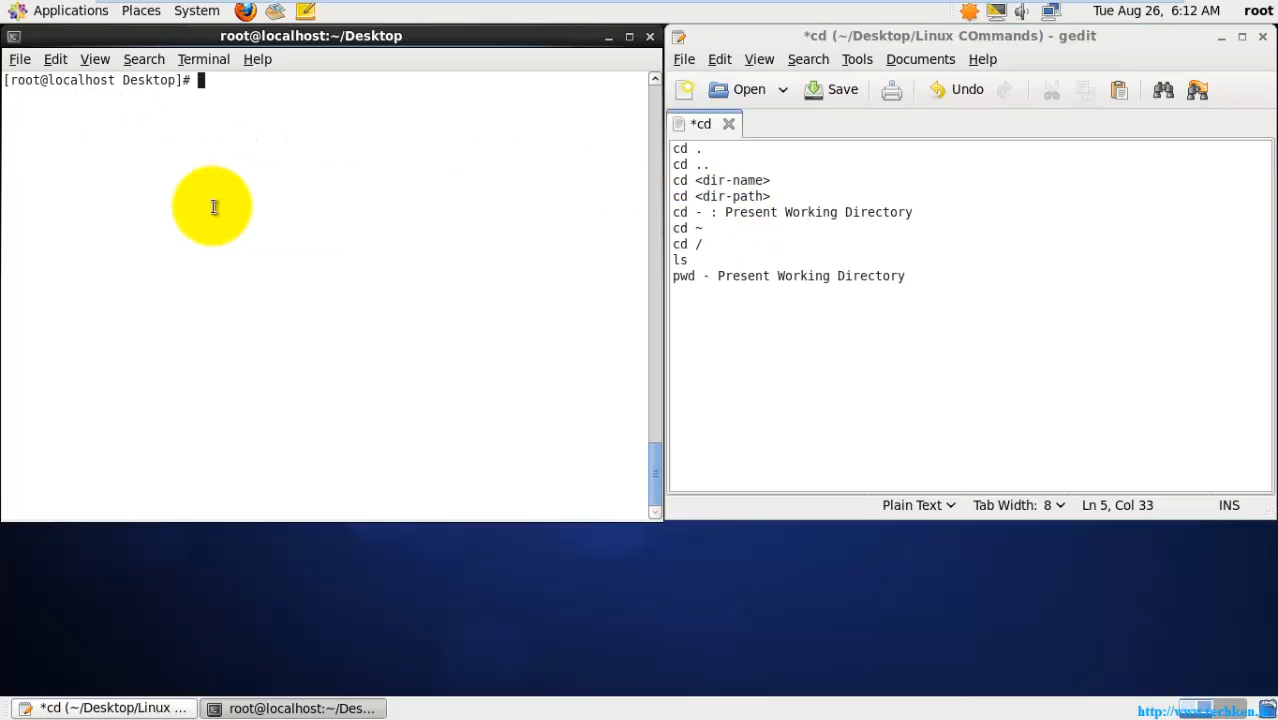 Applications Places System Tue Aug 26, 6:12 AM root
root@localhost:~/Desktop
File Edit View Search Terminal Help
[root@localhost Desktop]#
*cd (~/Desktop/Linux COmmands) - gedit
File Edit View Search Tools Documents Help
Open Save Undo
*cd
cd .
cd ..
cd <dir-name>
cd <dir-path>
cd - : Present Working Directory
cd ~
cd /
ls
pwd - Present Working Directory
Plain Text Tab Width: 8 Ln 5, Col 33 INS
*cd (~/Desktop/Linux ... root@localhost:~/Des...